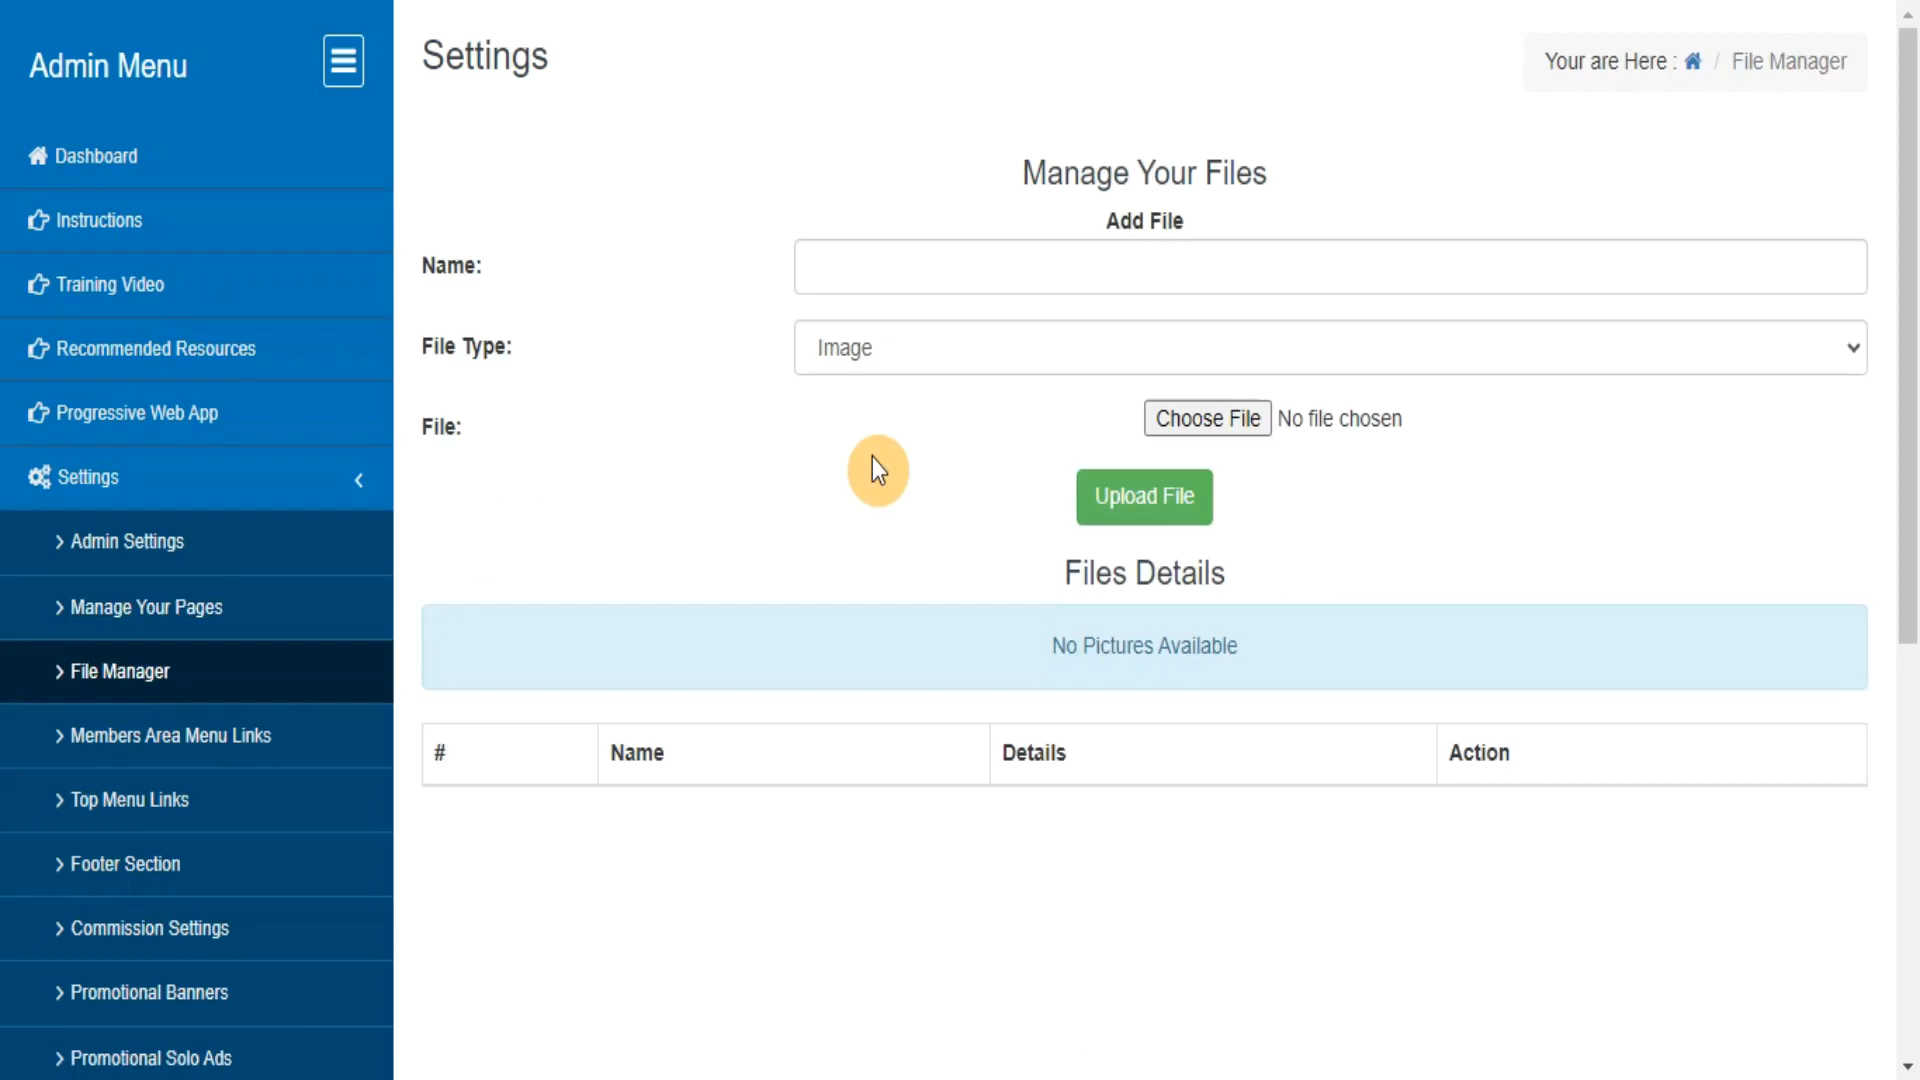 Admin Menu
Dashboard
Instructions
Training Video
Recommended Resources
Progressive Web App
Settings
Admin Settings
Manage Your Pages
File Manager
Members Area Menu Links
Top Menu Links
Footer Section
Commission Settings
Promotional Banners
Promotional Solo Ads
Settings
Your are Here : / File Manager
Manage Your Files
Add File
Name:
File Type: Image
File: Choose File No file chosen
Upload File
Files Details
No Pictures Available
# Name Details Action